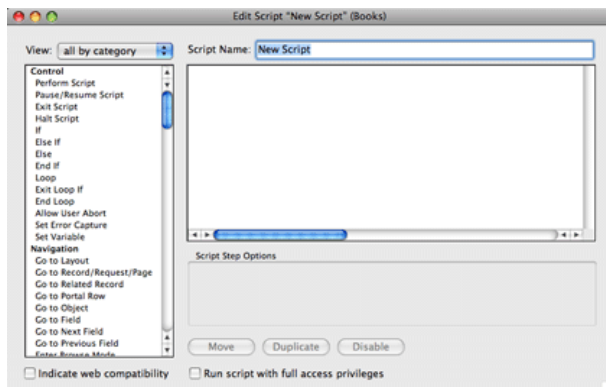 Edit Script "New Script" (Books)
View: all by category
Script Name: New Script
Control
Perform Script
Pause/Resume Script
Exit Script
Halt Script
If
Else If
Else
End If
Loop
Exit Loop If
End Loop
Allow User Abort
Set Error Capture
Set Variable
Navigation
Go to Layout
Go to Record/Request/Page
Go to Related Record
Go to Portal Row
Go to Object
Go to Field
Go to Next Field
Go to Previous Field
Enter Browse Mode
Script Step Options
Move Duplicate Disable
Indicate web compatibility
Run script with full access privileges